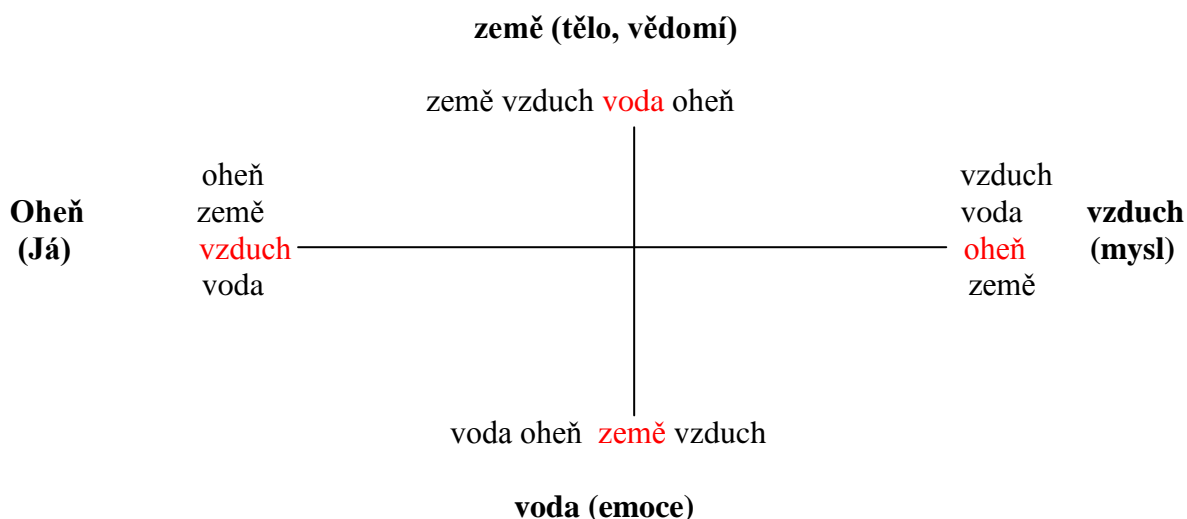 země (tělo, vědomí)
země vzduch voda oheň
oheň
země
vzduch
voda
Oheň
(Já)
vzduch
voda
oheň
země
vzduch
(mysl)
voda oheň země vzduch
voda (emoce)